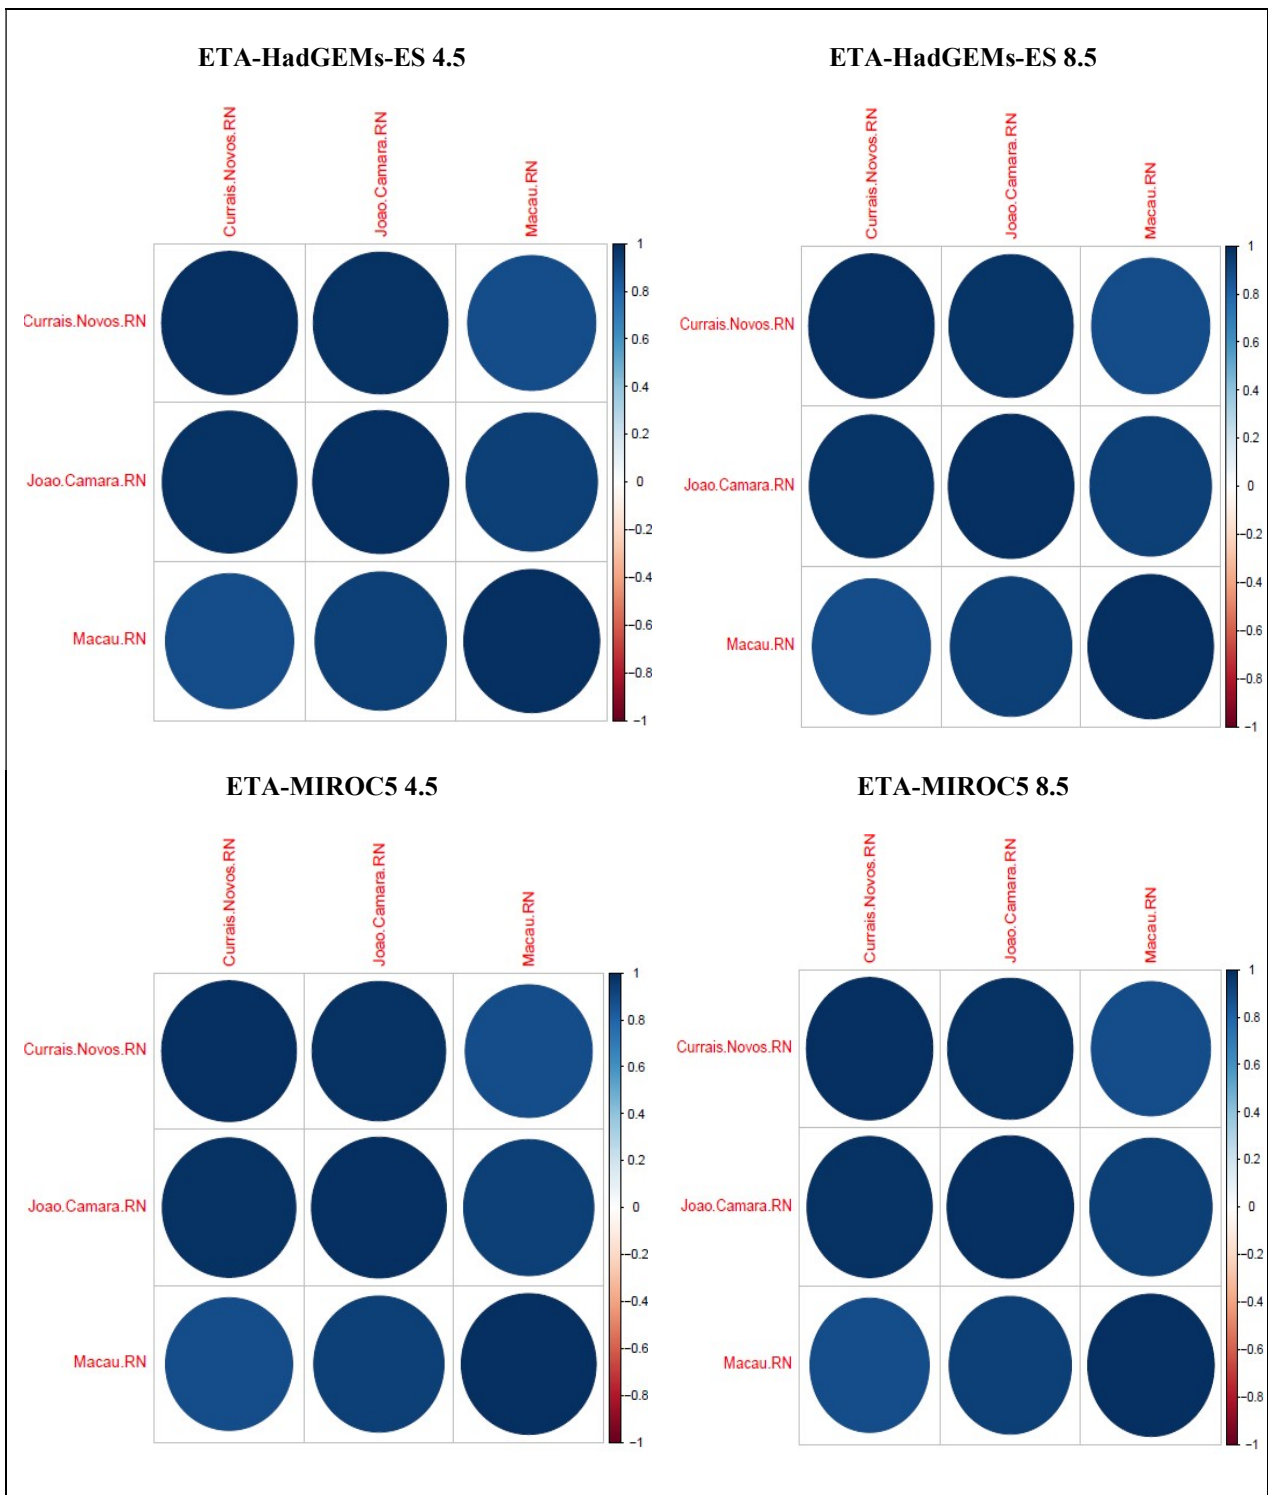 ETA-HadGEMs-ES 4.5
Currais.Novos.RN
Joao.Camara.RN
Macau.RN
Currais.Novos.RN
Joao.Camara.RN
Macau.RN
1
0.8
0.6
0.4
0.2
0
−0.2
−0.4
−0.6
−0.8
−1
ETA-HadGEMs-ES 8.5
Currais.Novos.RN
Joao.Camara.RN
Macau.RN
Currais.Novos.RN
Joao.Camara.RN
Macau.RN
1
0.8
0.6
0.4
0.2
0
−0.2
−0.4
−0.6
−0.8
−1
ETA-MIROC5 4.5
Currais.Novos.RN
Joao.Camara.RN
Macau.RN
Currais.Novos.RN
Joao.Camara.RN
Macau.RN
1
0.8
0.6
0.4
0.2
0
−0.2
−0.4
−0.6
−0.8
−1
ETA-MIROC5 8.5
Currais.Novos.RN
Joao.Camara.RN
Macau.RN
Currais.Novos.RN
Joao.Camara.RN
Macau.RN
1
0.8
0.6
0.4
0.2
0
−0.2
−0.4
−0.6
−0.8
−1